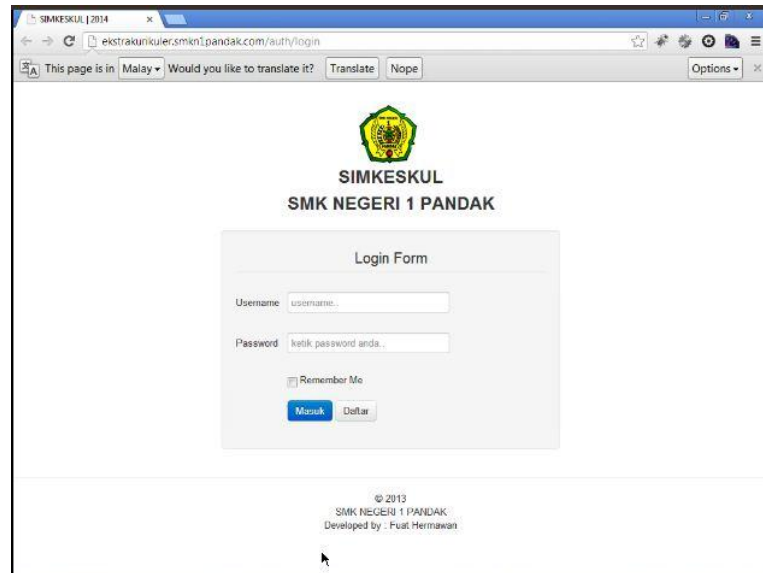 SIMKESKUL | 2014
ekstrakurikuler.smkn1pandak.com/auth/login
This page is in Malay Would you like to translate it? Translate Nope Options
SIMKESKUL
SMK NEGERI 1 PANDAK
Login Form
Username username..
Password ketik password anda..
Remember Me
Masuk Daftar
© 2013
SMK NEGERI 1 PANDAK
Developed by : Fuat Hermawan